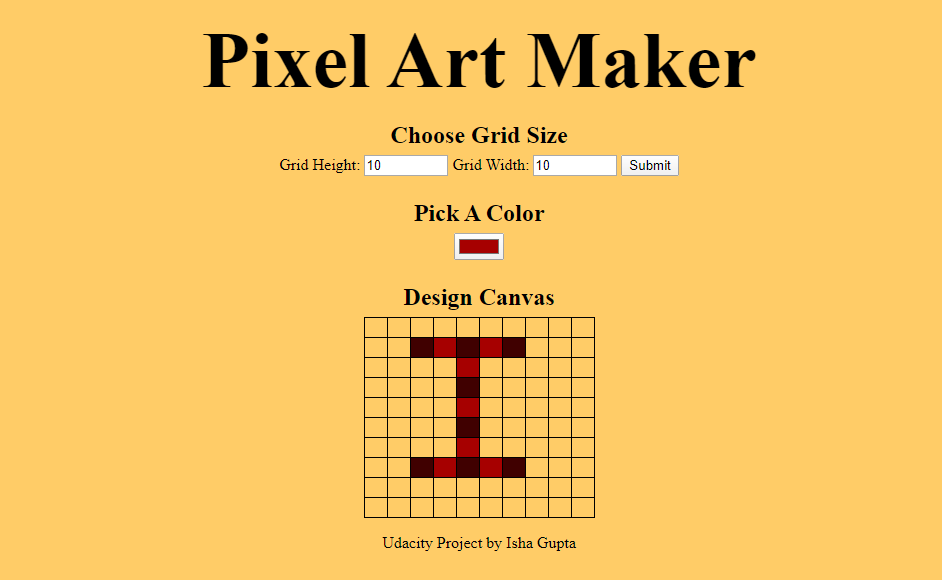 Pixel Art Maker
Choose Grid Size
Grid Height: 10 Grid Width: 10 Submit
Pick A Color
Design Canvas
Udacity Project by Isha Gupta